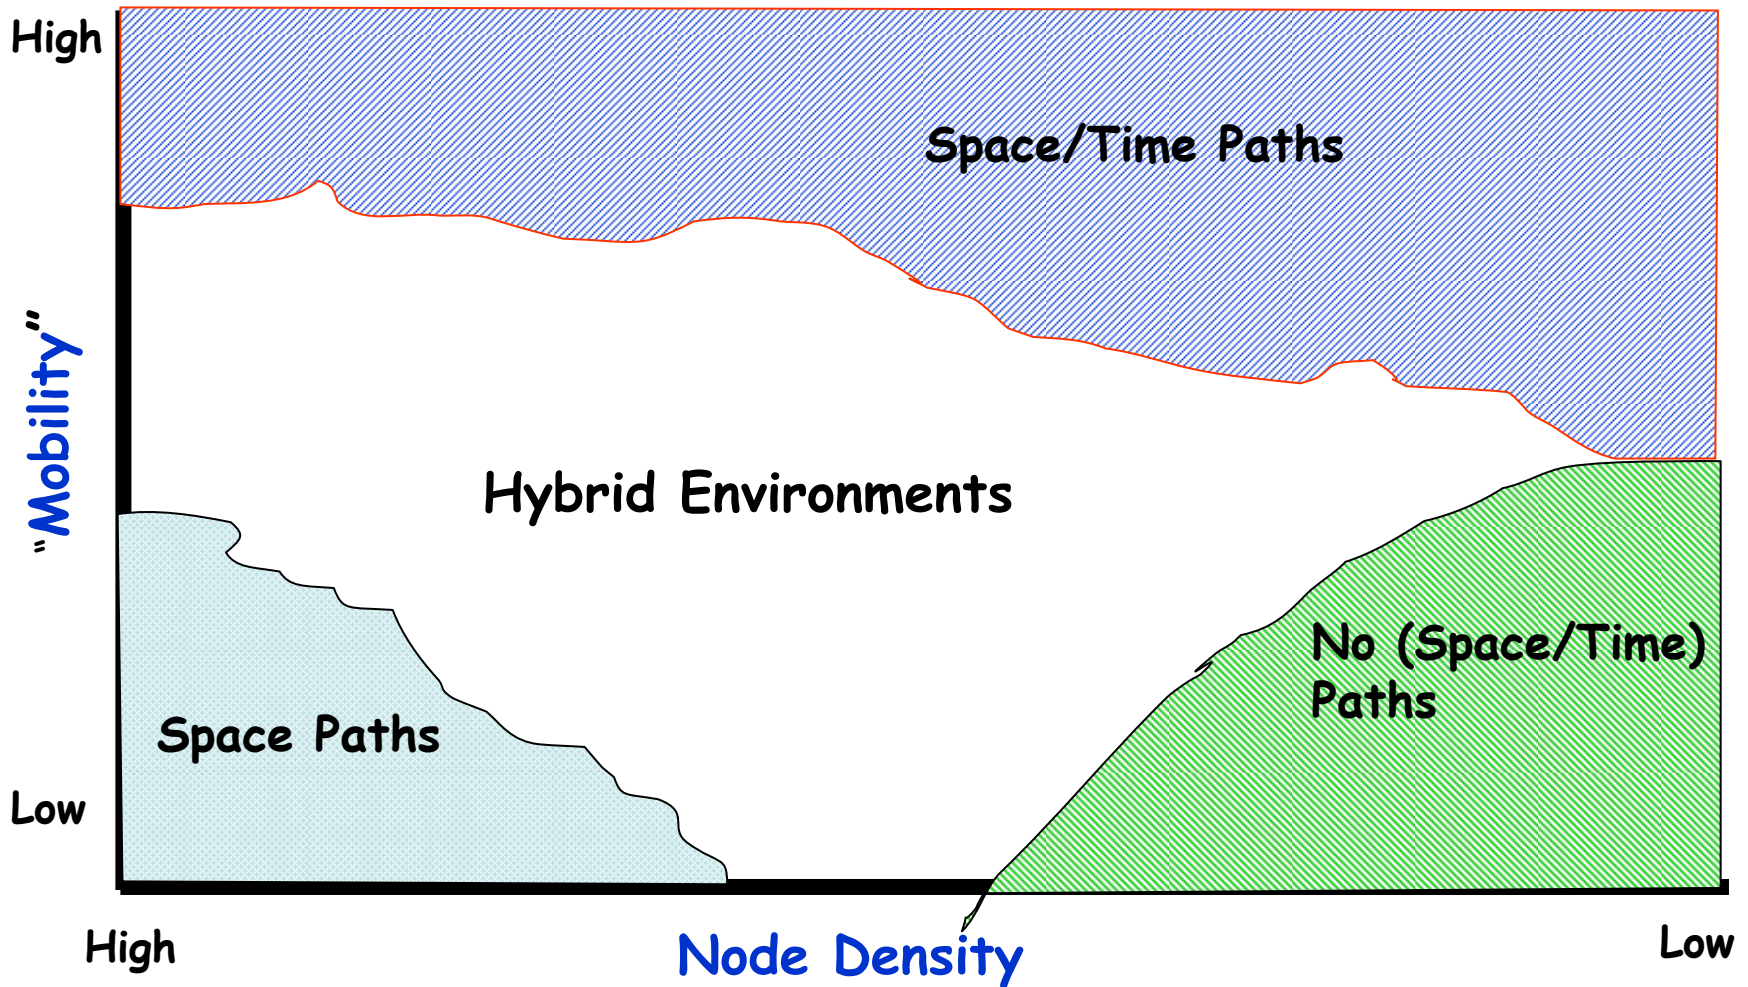 High
Space/Time Paths
"Mobility"
Hybrid Environments
No (Space/Time)
Paths
Space Paths
Low
High
Node Density
Low